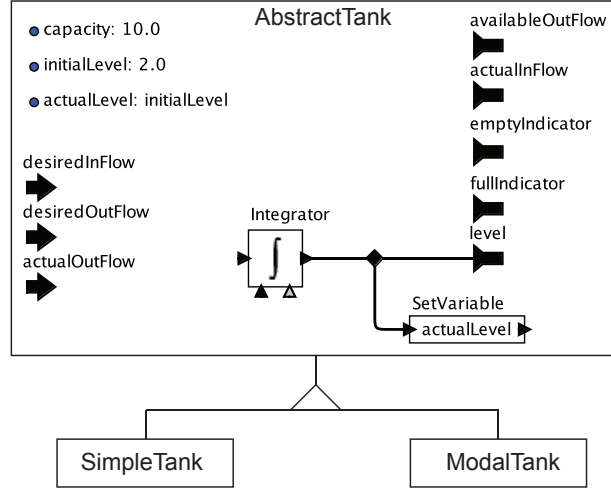 AbstractTank
capacity: 10.0
initialLevel: 2.0
actualLevel: initialLevel
desiredInFlow
desiredOutFlow
actualOutFlow
Integrator
∫
availableOutFlow
actualInFlow
emptyIndicator
fullIndicator
level
SetVariable
actualLevel
SimpleTank
ModalTank